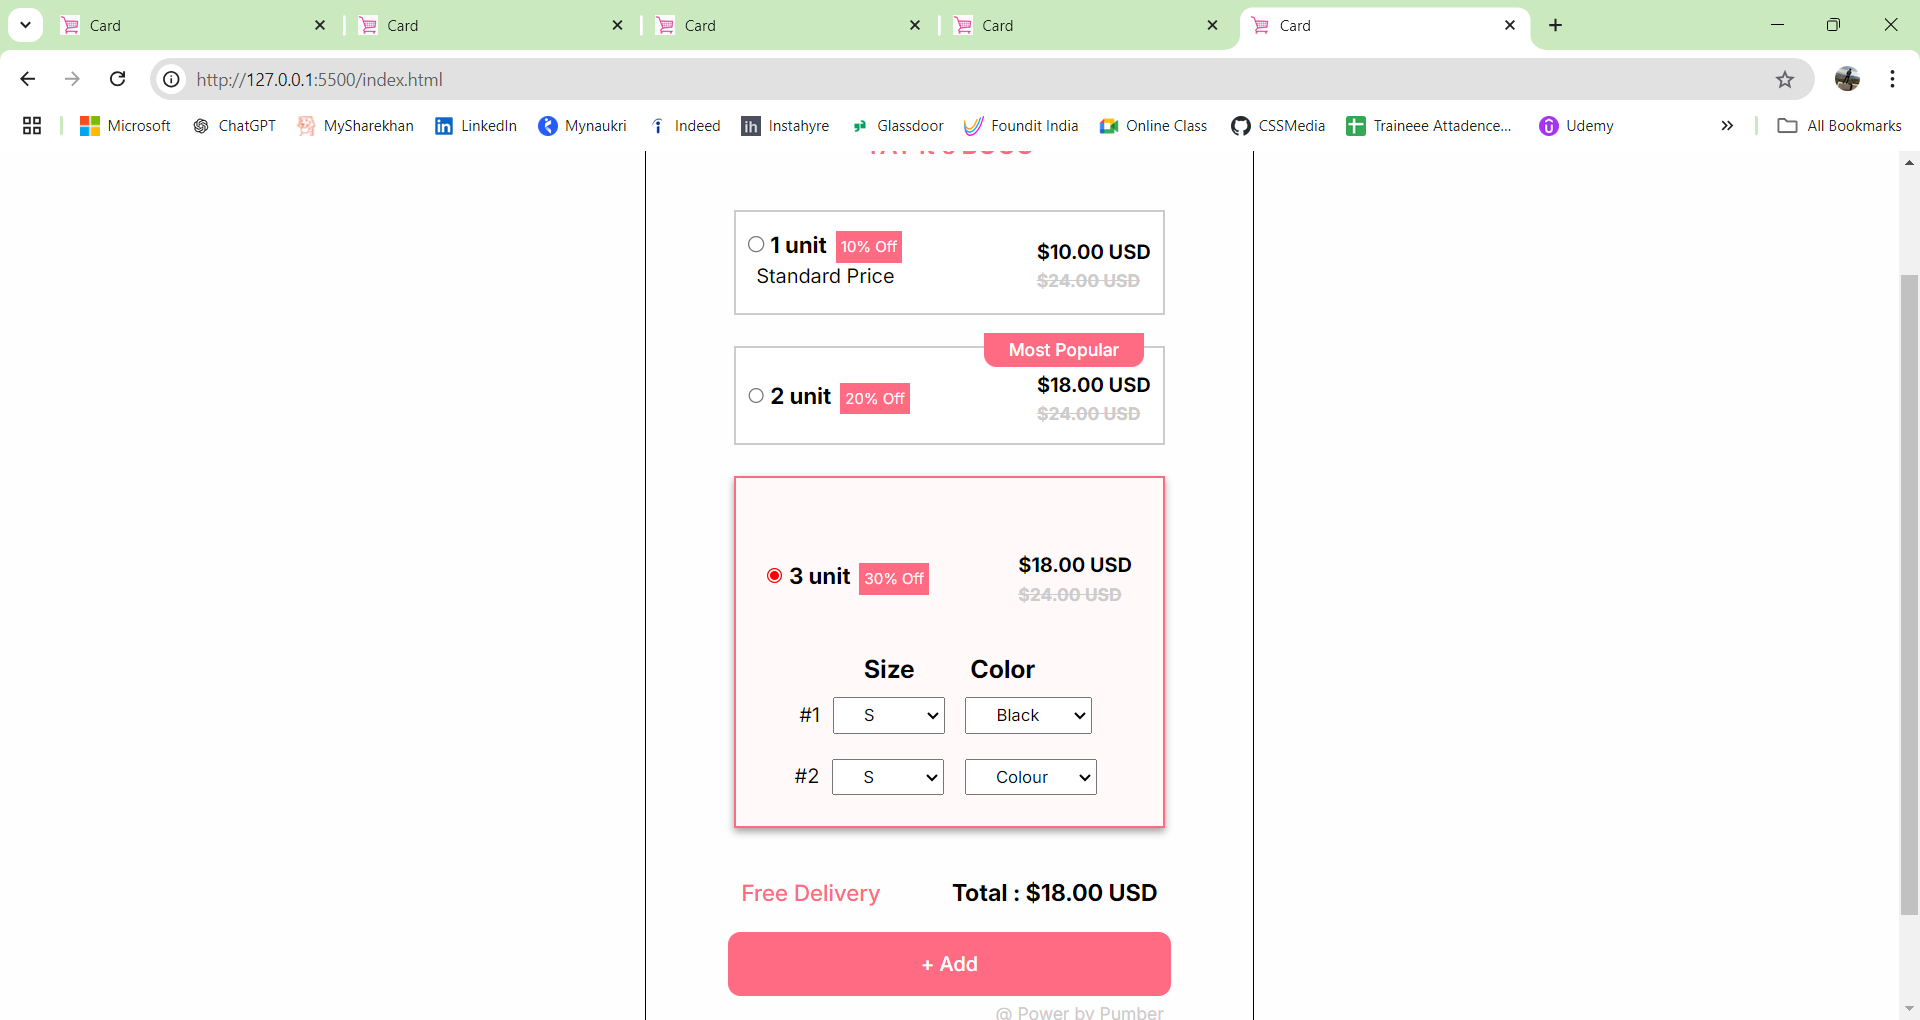 Card
Card
Card
Card
Card
http://127.0.0.1:5500/index.html
Microsoft
ChatGPT
MySharekhan
LinkedIn
Mynaukri
Indeed
Instahyre
Glassdoor
Foundit India
Online Class
CSSMedia
Traineee Attadence...
Udemy
All Bookmarks
1 unit 10% Off
Standard Price
$10.00 USD
$24.00 USD
Most Popular
2 unit 20% Off
$18.00 USD
$24.00 USD
3 unit 30% Off
$18.00 USD
$24.00 USD
Size Color
#1 S Black
#2 S Colour
Free Delivery Total : $18.00 USD
+ Add
@ Power by Pumber